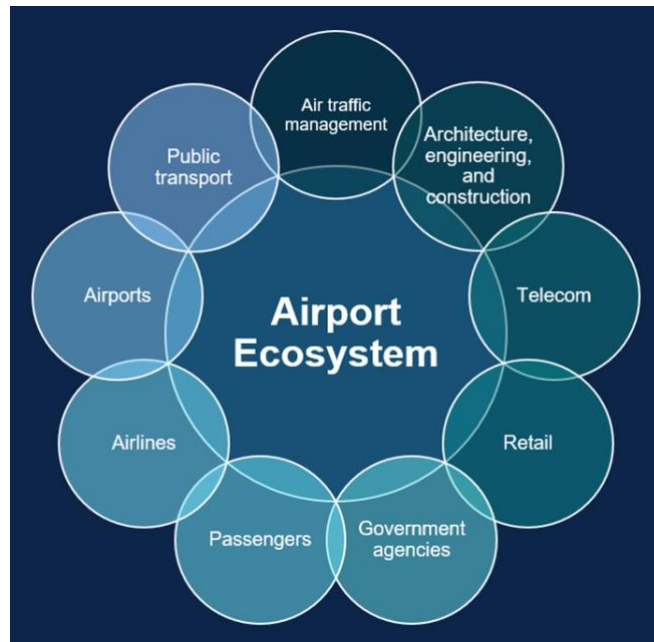 Air traffic
management
Architecture,
engineering,
and
construction
Public
transport
Airports
Telecom
Airport
Ecosystem
Airlines
Retail
Passengers
Government
agencies